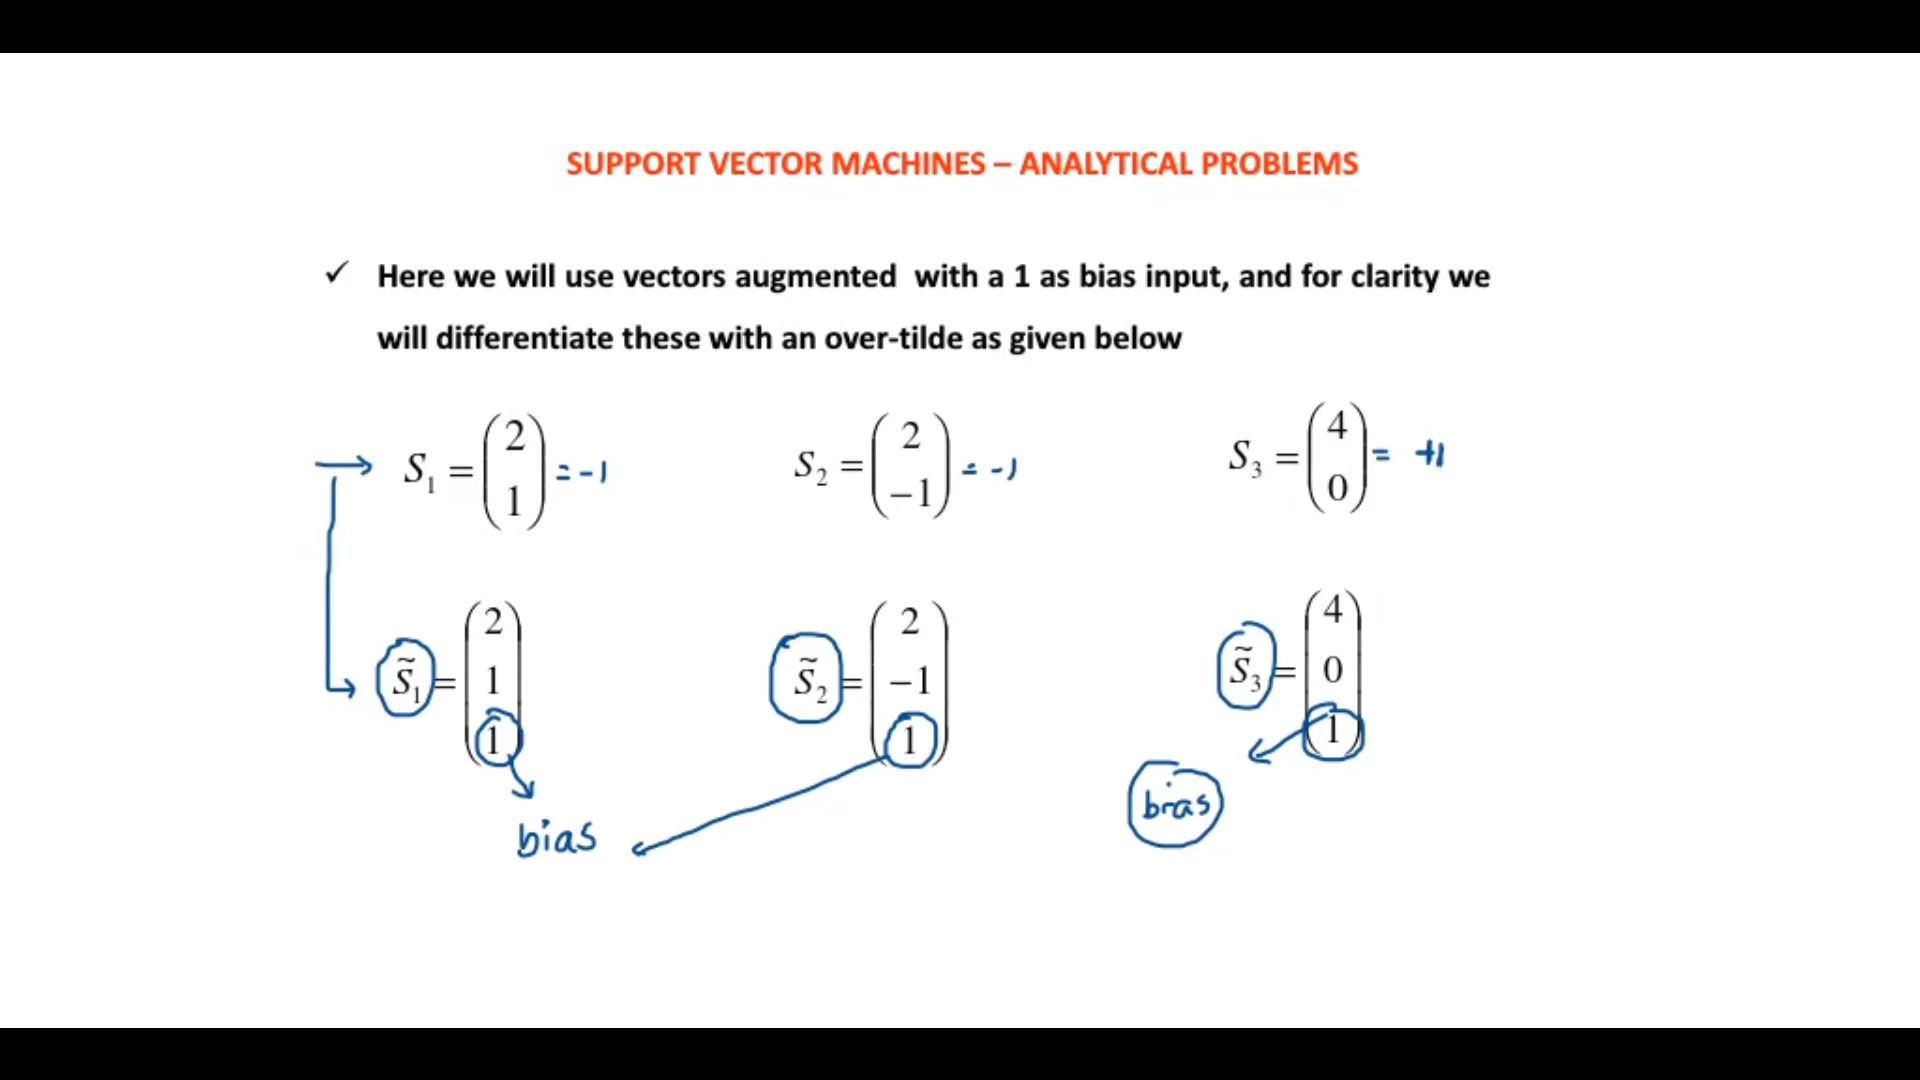 SUPPORT VECTOR MACHINES – ANALYTICAL PROBLEMS
✓ Here we will use vectors augmented with a 1 as bias input, and for clarity we
will differentiate these with an over-tilde as given below
S₁ = (2 1) = -1    S₂ = (2 −1) = -1    S₃ = (4 0) = +1
S̃₁ = (2 1 1)    S̃₂ = (2 −1 1)    S̃₃ = (4 0 1)
bias    bias